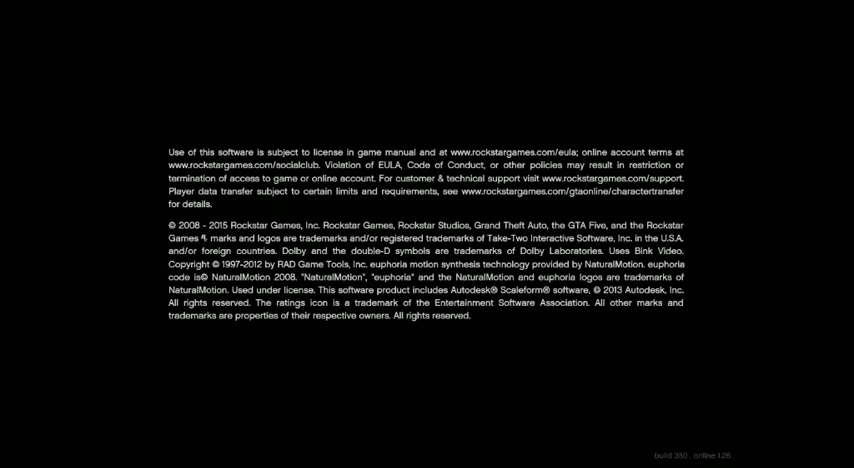 Use of this software is subject to license in game manual and at www.rockstargames.com/eula; online account terms at
www.rockstargames.com/socialclub. Violation of EULA, Code of Conduct, or other policies may result in restriction or
termination of access to game or online account. For customer & technical support visit www.rockstargames.com/support.
Player data transfer subject to certain limits and requirements, see www.rockstargames.com/gtaonline/charactertransfer
for details.
© 2008 - 2015 Rockstar Games, Inc. Rockstar Games, Rockstar Studios, Grand Theft Auto, the GTA Five, and the Rockstar
Games R* marks and logos are trademarks and/or registered trademarks of Take-Two Interactive Software, Inc. in the U.S.A.
and/or foreign countries. Dolby and the double-D symbols are trademarks of Dolby Laboratories. Uses Bink Video.
Copyright © 1997-2012 by RAD Game Tools, Inc. euphoria motion synthesis technology provided by NaturalMotion. euphoria
code is© NaturalMotion 2008. "NaturalMotion", "euphoria" and the NaturalMotion and euphoria logos are trademarks of
NaturalMotion. Used under license. This software product includes Autodesk® Scaleform® software, © 2013 Autodesk, Inc.
All rights reserved. The ratings icon is a trademark of the Entertainment Software Association. All other marks and
trademarks are properties of their respective owners. All rights reserved.
build 350 . online 1.26